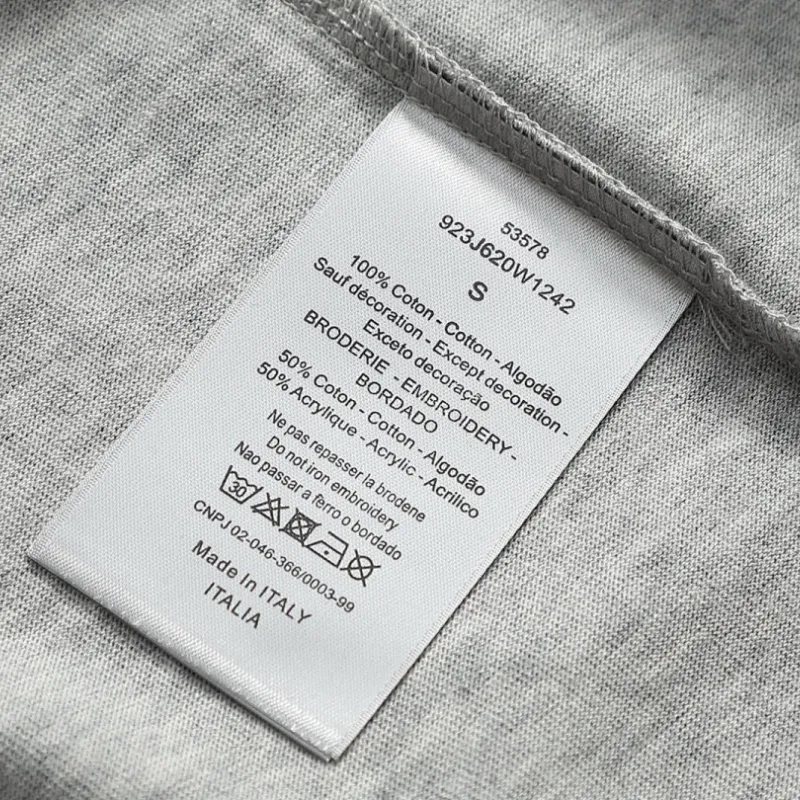 53578
923J620W1242
S
100% Coton - Cotton - Algodão
Sauf décoration - Except decoration -
Exceto decoração
BRODERIE - EMBROIDERY -
BORDADO
50% Coton - Cotton - Algodão
50% Acrylique - Acrylic - Acrilico
Ne pas repasser la brodene
Do not iron embroidery
Nao passar a ferro o bordado
30
CNPJ 02-046-366/0003-99
Made In ITALY
ITALIA